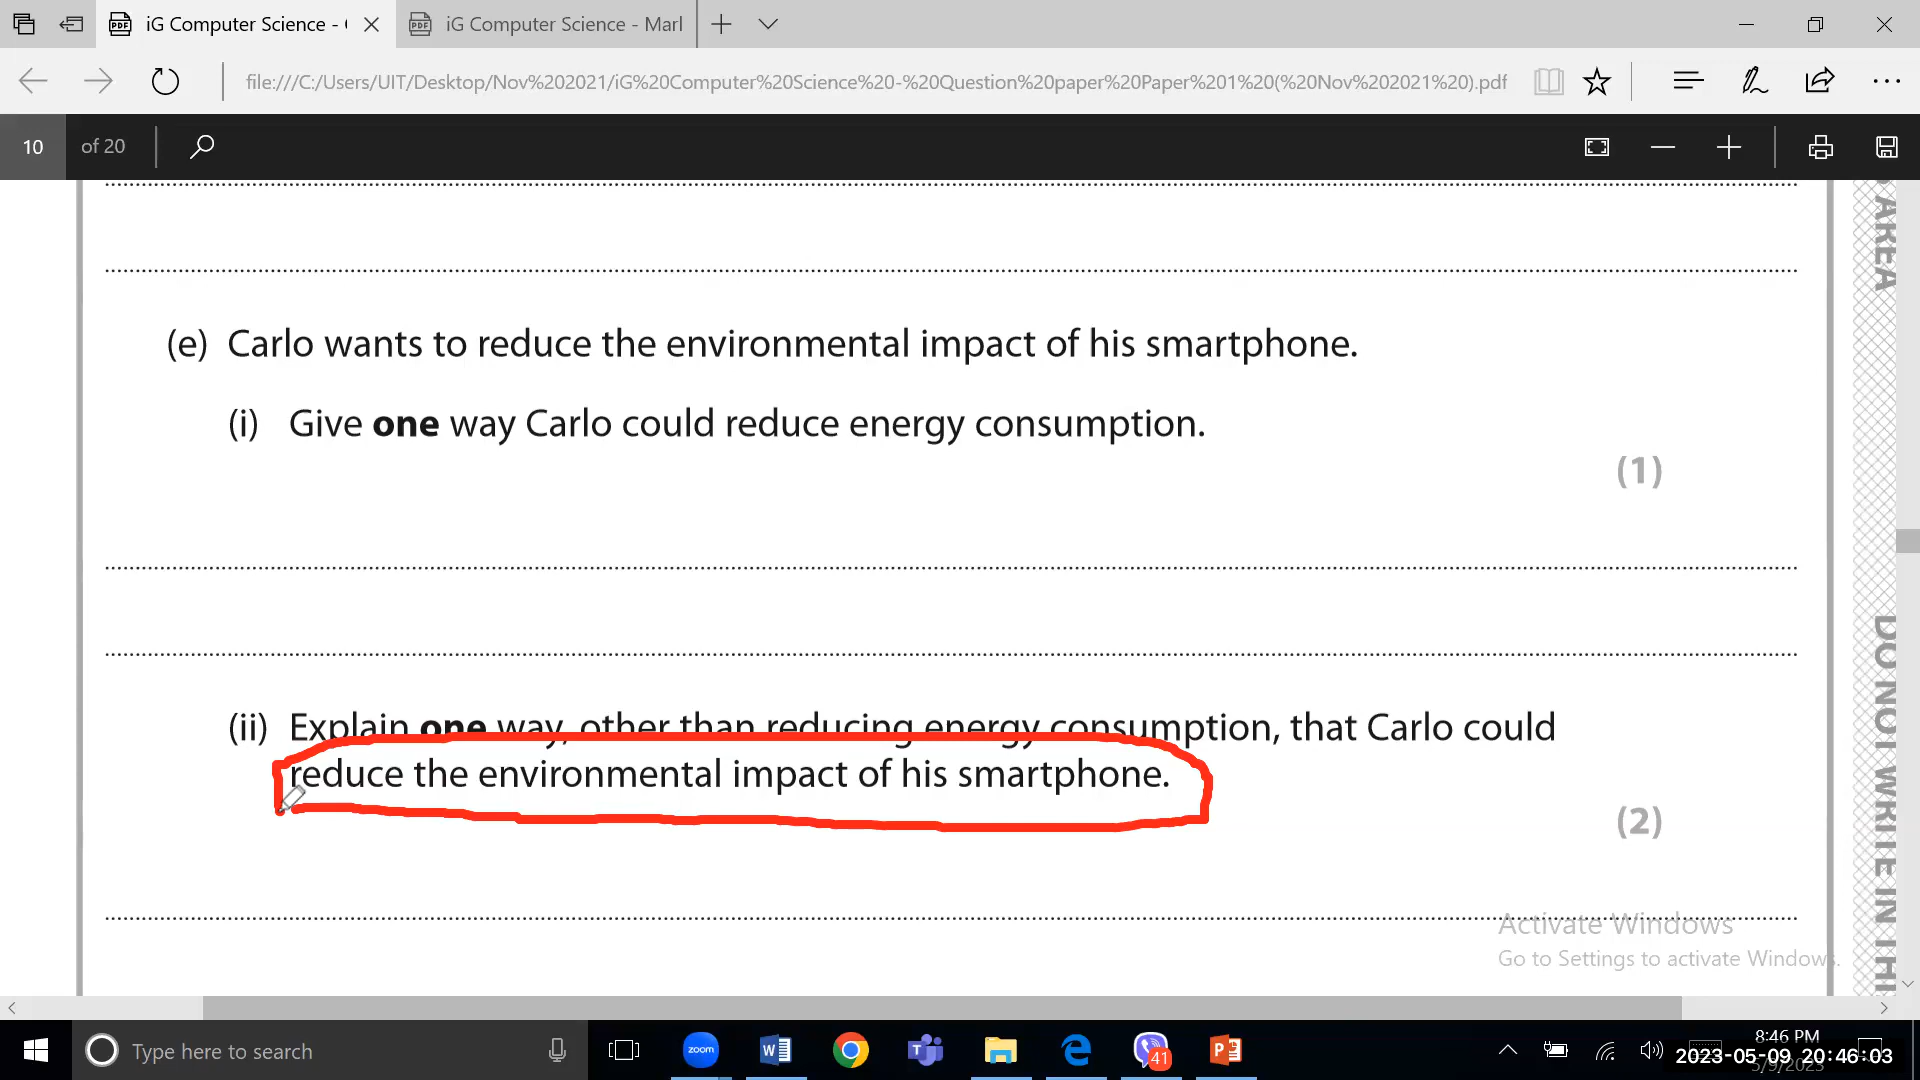 iG Computer Science - (
iG Computer Science - Marl
file:///C:/Users/UIT/Desktop/Nov%202021/iG%20Computer%20Science%20-%20Question%20paper%20Paper%201%20(%20Nov%202021%20).pdf
10 of 20
AREA
(e) Carlo wants to reduce the environmental impact of his smartphone.
(i) Give one way Carlo could reduce energy consumption.
(1)
(ii) Explain one way, other than reducing energy consumption, that Carlo could
reduce the environmental impact of his smartphone.
(2)
DO NOT WRITE IN THI
Activate Windows
Go to Settings to activate Windows.
Type here to search
zoom
41
8:46 PM
2023-05-09 20:46:03
5/9/2023